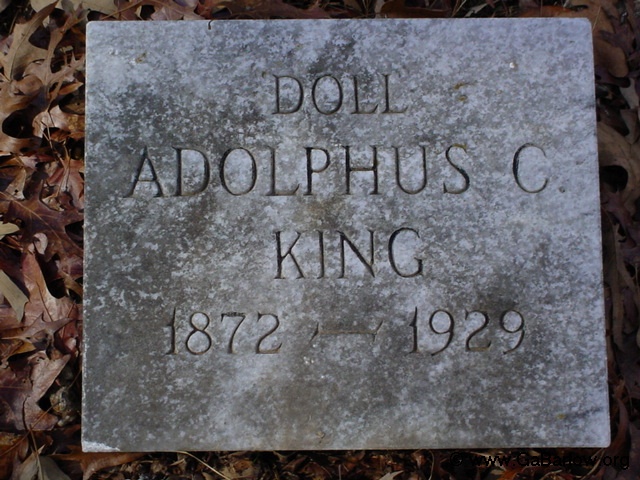 DOLL
ADOLPHUS C.
KING
1872 — 1929